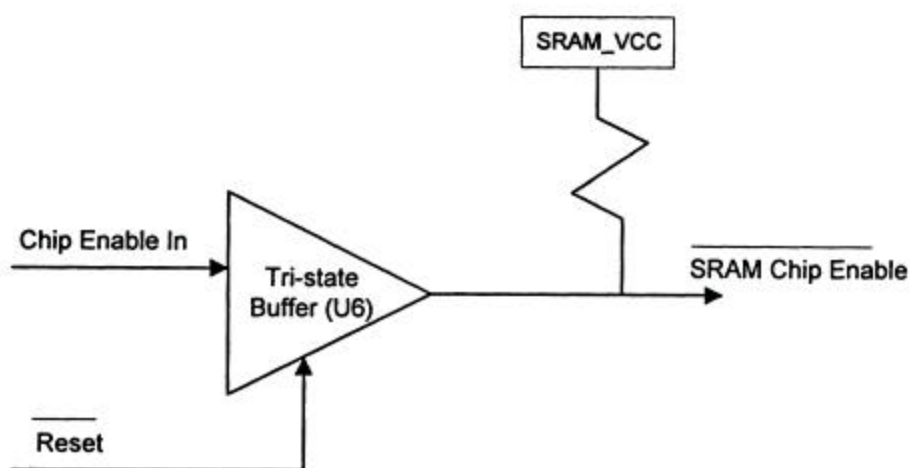 SRAM_VCC
Chip Enable In
Tri-state
Buffer (U6)
SRAM Chip Enable
Reset